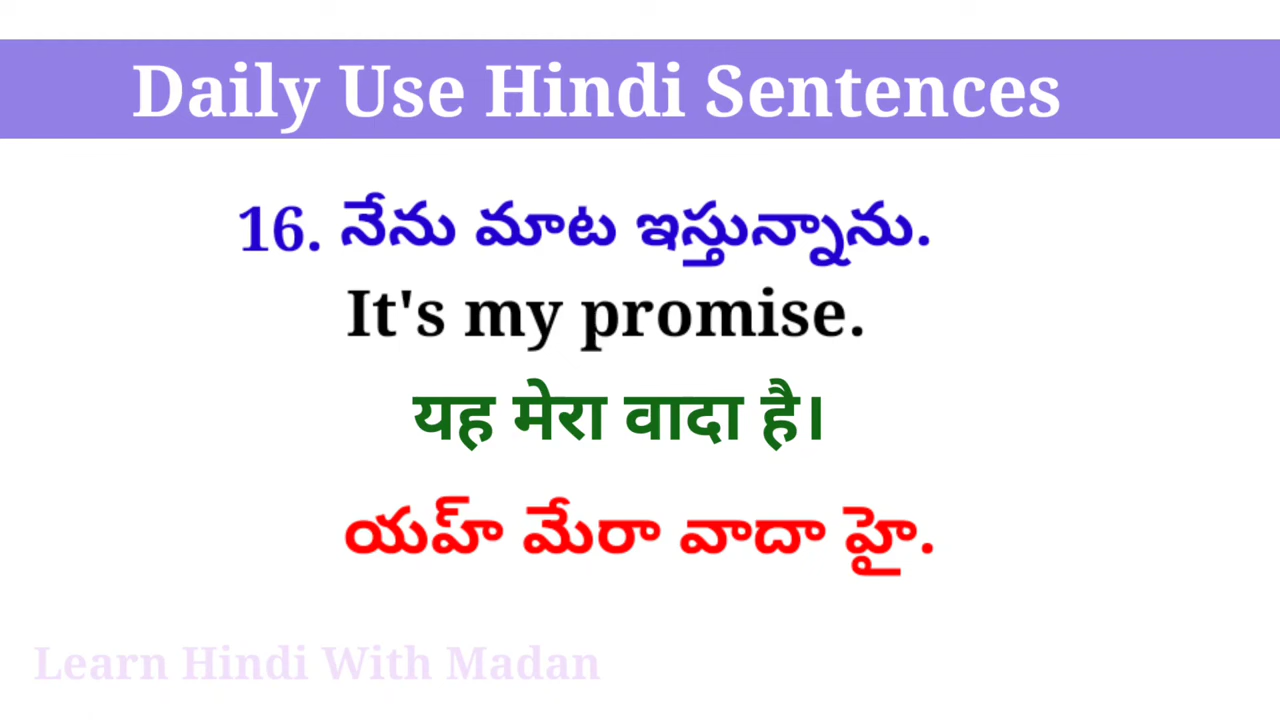 Daily Use Hindi Sentences
16. నేను మాట ఇస్తున్నాను.
It's my promise.
यह मेरा वादा है।
యహ్ మేరా వాదా హై.
Learn Hindi With Madan